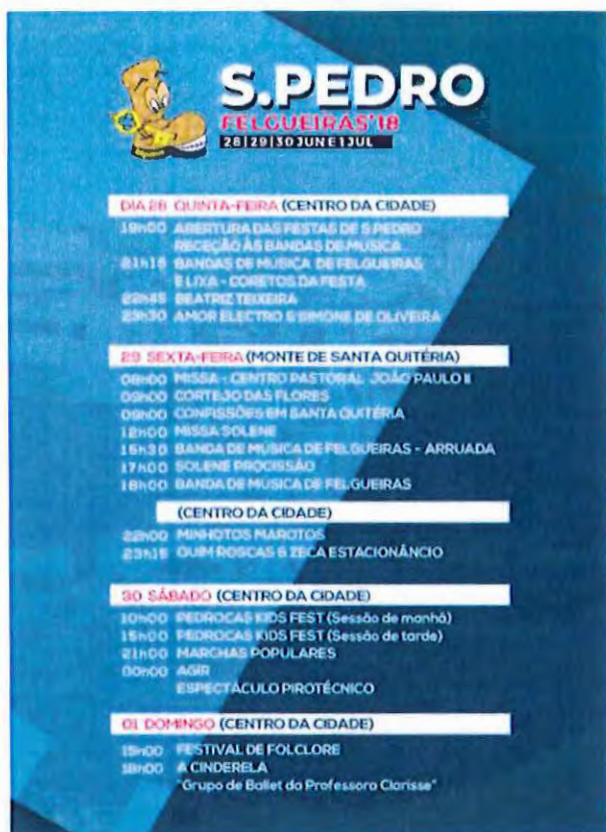 S.PEDRO
FELGUEIRAS'18
28|29|30 JUN E 1 JUL
DIA 28 QUINTA-FEIRA (CENTRO DA CIDADE)
19h00 ABERTURA DAS FESTAS DE S PEDRO
RECEÇÃO ÀS BANDAS DE MUSICA
21h15 BANDAS DE MUSICA DE FELGUEIRAS
E LIXA - CORETOS DA FESTA
22h45 BEATRIZ TEIXEIRA
23h30 AMOR ELECTRO & SIMONE DE OLIVEIRA
29 SEXTA-FEIRA (MONTE DE SANTA QUITÉRIA)
08h00 MISSA - CENTRO PASTORAL JOÃO PAULO II
09h00 CORTEJO DAS FLORES
09h00 CONFISSÕES EM SANTA QUITÉRIA
12h00 MISSA SOLENE
15h30 BANDA DE MÚSICA DE FELGUEIRAS - ARRUADA
17h00 SOLENE PROCISSÃO
18h00 BANDA DE MUSICA DE FELGUEIRAS
(CENTRO DA CIDADE)
22h00 MINHOTOS MAROTOS
23h15 QUIM ROSCAS & ZECA ESTACIONÂNCIO
30 SÁBADO (CENTRO DA CIDADE)
10h00 PEDROCAS KIDS FEST (Sessão de manhã)
15h00 PEDROCAS KIDS FEST (Sessão de tarde)
21h00 MARCHAS POPULARES
00h00 AGIR
ESPECTÁCULO PIROTÉCNICO
01 DOMINGO (CENTRO DA CIDADE)
15h00 FESTIVAL DE FOLCLORE
18h00 A CINDERELA
"Grupo de Ballet da Professora Clarisse"